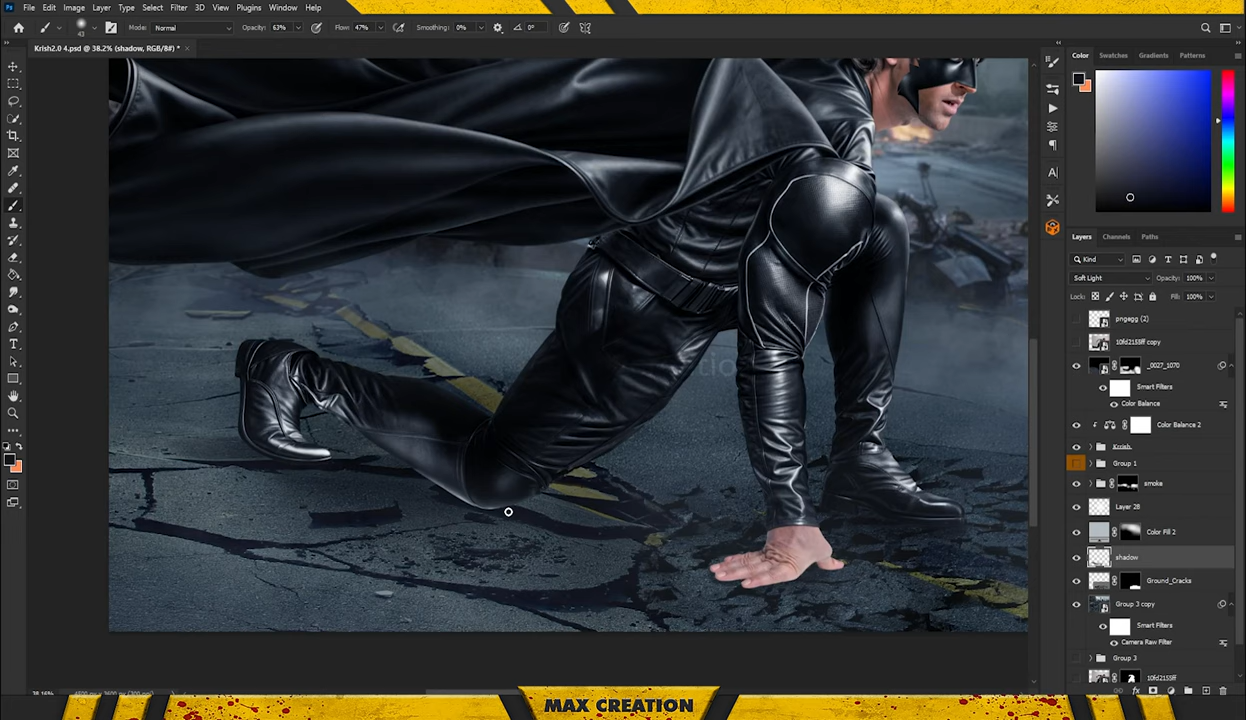 File Edit Image Layer Type Select Filter 3D View Plugins Window Help
Mode: Normal Opacity: 63% Flow: 47% Smoothing: 0% 0°
43
Krish2.0 4.psd @ 38.2% (shadow, RGB/8#) *
Color Swatches Gradients Patterns
Layers Channels Paths
Kind
Soft Light Opacity: 100%
Lock: Fill: 100%
pngegg (2)
10fd2155ff copy
_0027_1070
Smart Filters
Color Balance
Color Balance 2
Krrish
Group 1
smoke
Layer 28
Color Fill 2
shadow
Ground_Cracks
Group 3 copy
Smart Filters
Camera Raw Filter
Group 3
10fd2155ff
MAX CREATION